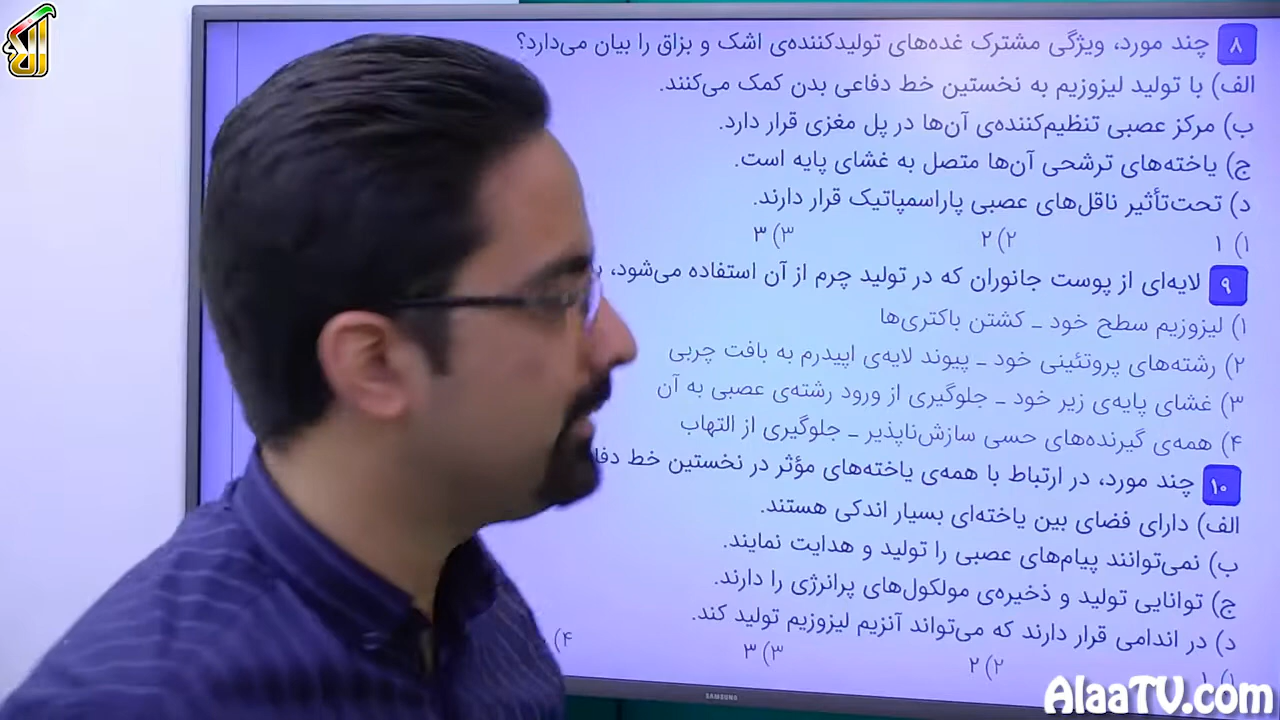 ۸ چند مورد، ویژگی مشترک غده‌های تولیدکننده‌ی اشک و بزاق را بیان می‌دارد؟
الف) با تولید لیزوزیم به نخستین خط دفاعی بدن کمک می‌کنند.
ب) مرکز عصبی تنظیم‌کننده‌ی آن‌ها در پل مغزی قرار دارد.
ج) یاخته‌های ترشحی آن‌ها متصل به غشای پایه است.
د) تحت‌تأثیر ناقل‌های عصبی پاراسمپاتیک قرار دارند.
۱) ۱ ۲) ۲ ۳) ۳
۹ لایه‌ای از پوست جانوران که در تولید چرم از آن استفاده می‌شود،
۱) لیزوزیم سطح خود ـ کشتن باکتری‌ها
۲) رشته‌های پروتئینی خود ـ پیوند لایه‌ی اپیدرم به بافت چربی
۳) غشای پایه‌ی زیر خود ـ جلوگیری از ورود رشته‌ی عصبی به آن
۴) همه‌ی گیرنده‌های حسی سازش‌ناپذیر ـ جلوگیری از التهاب
۱۰ چند مورد، در ارتباط با همه‌ی یاخته‌های مؤثر در نخستین خط
الف) دارای فضای بین یاخته‌ای بسیار اندکی هستند.
ب) نمی‌توانند پیام‌های عصبی را تولید و هدایت نمایند.
ج) توانایی تولید و ذخیره‌ی مولکول‌های پرانرژی را دارند.
د) در اندامی قرار دارند که می‌تواند آنزیم لیزوزیم تولید کند.
۱) ۱ ۲) ۲ ۳) ۳ ۴)
SAMSUNG
AlaaTV.com